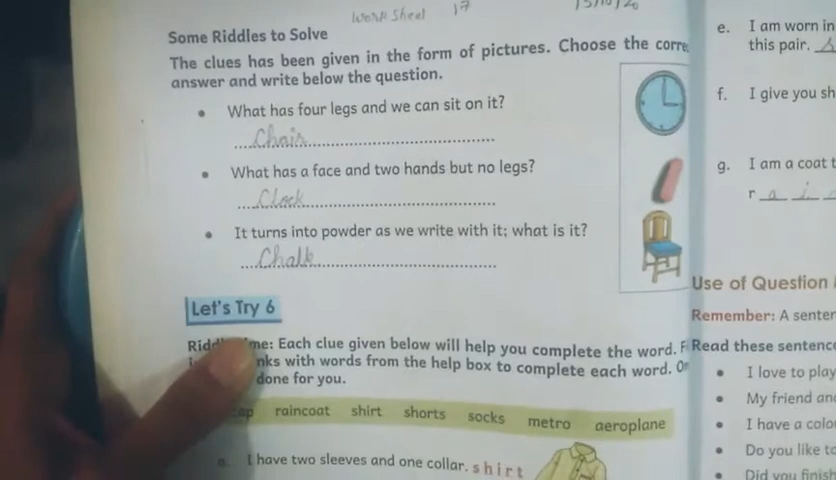 Work Sheet 17
Some Riddles to Solve
The clues has been given in the form of pictures. Choose the corre
answer and write below the question.
• What has four legs and we can sit on it?
Chair
• What has a face and two hands but no legs?
Clock
• It turns into powder as we write with it; what is it?
Chalk
Let's Try 6
me: Each clue given below will help you complete the word. F
nks with words from the help box to complete each word. On
done for you.
cap raincoat shirt shorts socks metro aeroplane
a. I have two sleeves and one collar. shirt
e. I am worn in
this pair.
f. I give you sh
g. I am a coat t
r a i
Use of Question
Remember: A senten
Read these sentence
• I love to play
• My friend and
• I have a colo
• Do you like to
• Did you finish